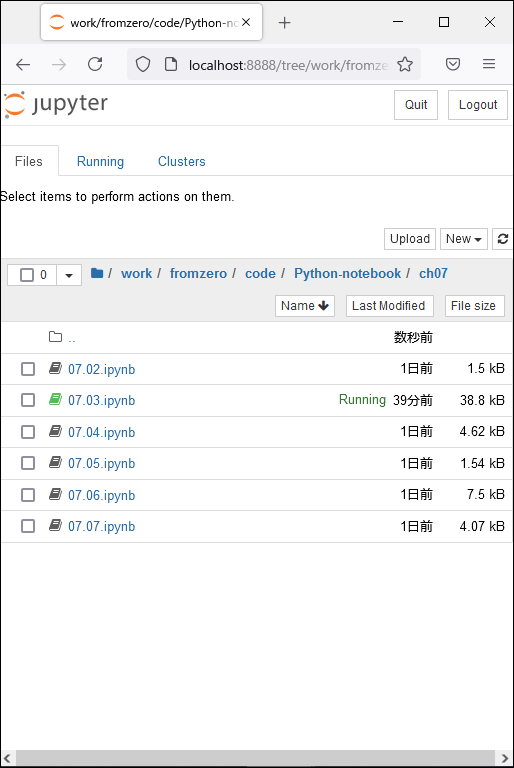 work/fromzero/code/Python-no
localhost:8888/tree/work/fromze
jupyter
Quit
Logout
Files
Running
Clusters
Select items to perform actions on them.
Upload
New
0
/ work / fromzero / code / Python-notebook / ch07
Name
Last Modified
File size
.. 数秒前
07.02.ipynb 1日前 1.5 kB
07.03.ipynb Running 39分前 38.8 kB
07.04.ipynb 1日前 4.62 kB
07.05.ipynb 1日前 1.54 kB
07.06.ipynb 1日前 7.5 kB
07.07.ipynb 1日前 4.07 kB